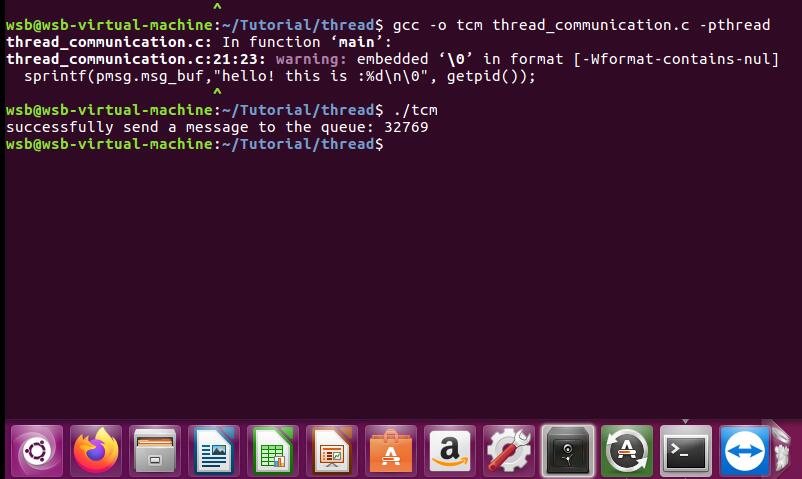 ^
wsb@wsb-virtual-machine:~/Tutorial/thread$ gcc -o tcm thread_communication.c -pthread
thread_communication.c: In function ‘main’:
thread_communication.c:21:23: warning: embedded ‘\0’ in format [-Wformat-contains-nul]
sprintf(pmsg.msg_buf,"hello! this is :%d\n\0", getpid());
^
wsb@wsb-virtual-machine:~/Tutorial/thread$ ./tcm
successfully send a message to the queue: 32769
wsb@wsb-virtual-machine:~/Tutorial/thread$